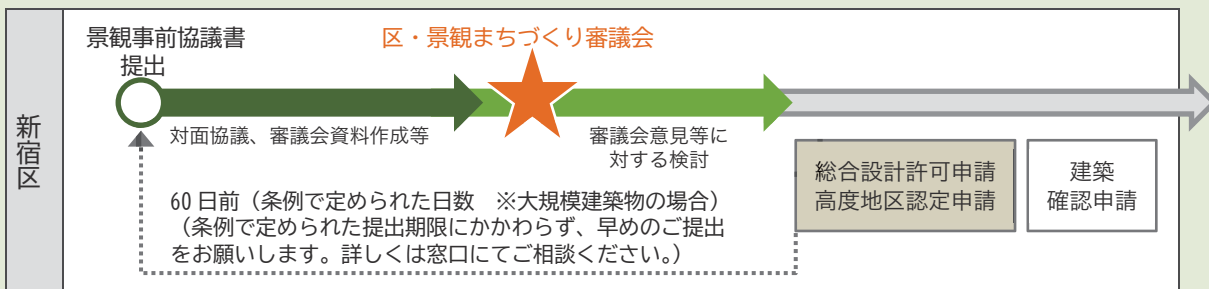 新宿区
景観事前協議書
提出
区・景観まちづくり審議会
対面協議、審議会資料作成等
審議会意見等に
対する検討
60日前（条例で定められた日数　※大規模建築物の場合）
（条例で定められた提出期限にかかわらず、早めのご提出
をお願いします。詳しくは窓口にてご相談ください。）
総合設計許可申請
高度地区認定申請
建築
確認申請